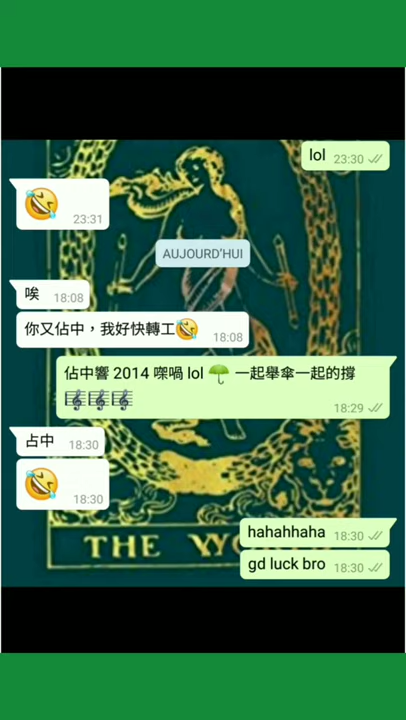 lol 23:30
🤣
23:31
AUJOURD'HUI
唉 18:08
你又佔中，我好快轉工🤣 18:08
佔中響 2014 㗎喎 lol ☂ 一起舉傘一起的撐
🎼🎼🎼 18:29
占中 18:30
🤣
18:30
hahahhaha 18:30
gd luck bro 18:30
THE WO